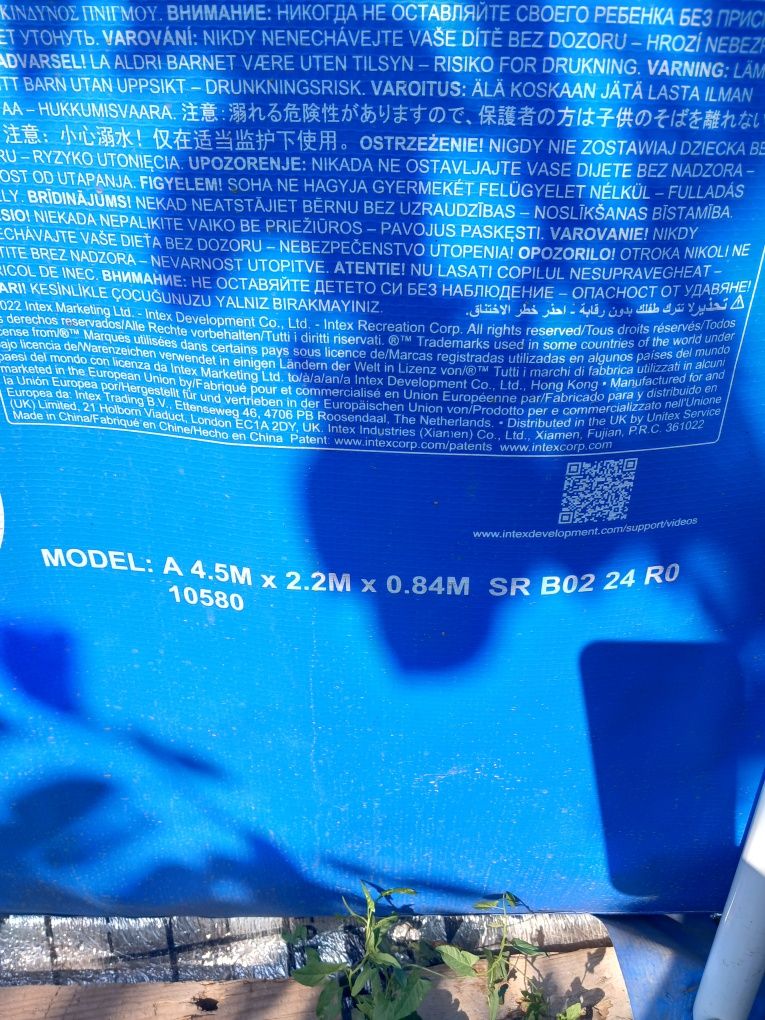 ΚΙΝΔΥΝΟΣ ΠΝΙΓΜΟΥ. ВНИМАНИЕ: НИКОГДА НЕ ОСТАВЛЯЙТЕ СВОЕГО РЕБЕНКА БЕЗ
УТОНУТЬ. VAROVÁNÍ: NIKDY NENECHÁVEJTE VAŠE DÍTĚ BEZ DOZORU – HROZÍ
ADVARSEL! LA ALDRI BARNET VÆRE UTEN TILSYN – RISIKO FOR DRUKNING. VARNING:
BARN UTAN UPPSIKT – DRUNKNINGSRISK. VAROITUS: ÄLÄ KOSKAAN JÄTÄ LASTA ILMAN
– HUKKUMISVAARA. 注意:溺れる危険性がありますので、保護者の方は子供のそばを離れない
注意: 小心溺水! 仅在适当监护下使用。OSTRZEŻENIE! NIGDY NIE ZOSTAWIAJ DZIECKA
– RYZYKO UTONIĘCIA. UPOZORENJE: NIKADA NE OSTAVLJAJTE VASE DIJETE BEZ NADZORA –
OD UTAPANJA. FIGYELEM! SOHA NE HAGYJA GYERMEKÉT FELÜGYELET NÉLKÜL – FULLADÁS
BRĪDINĀJUMS! NEKAD NEATSTĀJIET BĒRNU BEZ UZRAUDZĪBAS – NOSLĪKŠANAS BĪSTAMĪBA.
NIEKADA NEPALIKITE VAIKO BE PRIEŽIŪROS – PAVOJUS PASKĘSTI. VAROVANIE! NIKDY
VAŠE DIEŤA BEZ DOZORU – NEBEZPEČENSTVO UTOPENIA! OPOZORILO! OTROKA NIKOLI NE
BREZ NADZORA – NEVARNOST UTOPITVE. ATENTIE! NU LASATI COPILUL NESUPRAVEGHEAT –
DE INEC. ВНИМАНИЕ: НЕ ОСТАВЯЙТЕ ДЕТЕТО СИ БЕЗ НАБЛЮДЕНИЕ – ОПАСНОСТ ОТ УДАВЯНЕ!
KESİNLİKLE ÇOCUĞUNUZU YALNIZ BIRAKMAYINIZ. تحذير! لا تترك طفلك بدون رقابة - احذر خطر الاختناق.
Intex Marketing Ltd. - Intex Development Co., Ltd. - Intex Recreation Corp. All rights reserved/Tous droits réservés/Todos
derechos reservados/Alle Rechte vorbehalten/Tutti i diritti riservati. ®™ Trademarks used in some countries of the world under
from/™ Marques utilisées dans certains pays sous licence de/Marcas registradas utilizadas en algunos países del mundo
bajo licencia de/Warenzeichen verwendet in einigen Ländern der Welt in Lizenz von/®™ Tutti i marchi di fabbrica utilizzati in alcuni
paesi del mondo con licenza da Intex Marketing Ltd. to/à/a/an/a Intex Development Co., Ltd., Hong Kong • Manufactured for and
marketed in the European Union by/Fabriqué pour et commercialisé en Union Européenne par/Fabricado para y distribuido en
la Unión Europea por/Hergestellt für und vertrieben in der Europäischen Union von/Prodotto per e commercializzato nell'Unione
Europea da: Intex Trading B.V., Ettenseweg 46, 4706 PB Roosendaal, The Netherlands. • Distributed in the UK by Unitex Service
(UK) Limited, 21 Holborn Viaduct, London EC1A 2DY, UK. Intex Industries (Xiamen) Co., Ltd., Xiamen, Fujian, P.R.C. 361022
Made in China/Fabriqué en Chine/Hecho en China Patent: www.intexcorp.com/patents www.intexcorp.com
www.intexdevelopment.com/support/videos
MODEL: A 4.5M x 2.2M x 0.84M SR B02 24 R0
10580